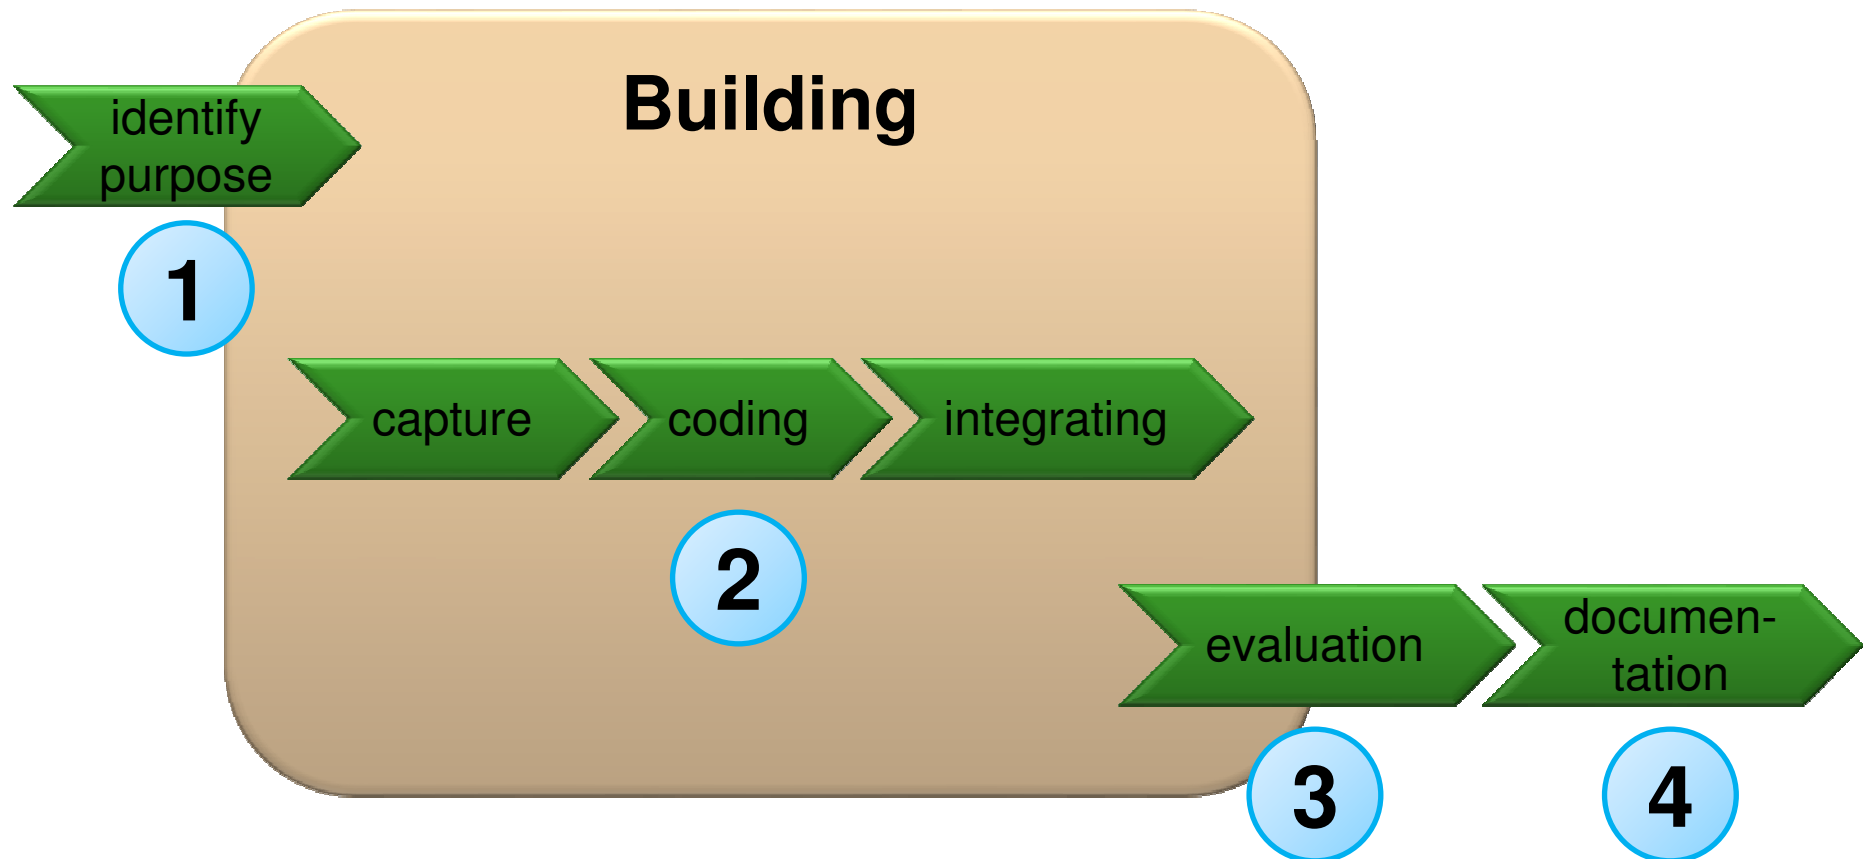 Building
identify
purpose
1
capture
coding
integrating
2
evaluation
documen-
tation
3
4